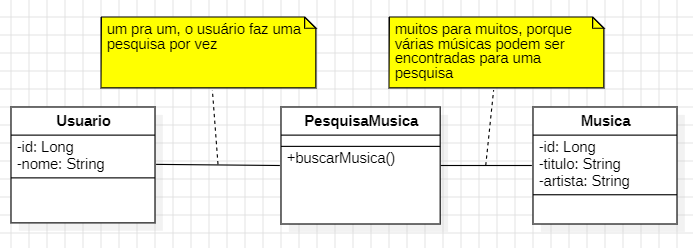 um pra um, o usuário faz uma
pesquisa por vez
muitos para muitos, porque
várias músicas podem ser
encontradas para uma
pesquisa
Usuario
-id: Long
-nome: String
PesquisaMusica
+buscarMusica()
Musica
-id: Long
-titulo: String
-artista: String